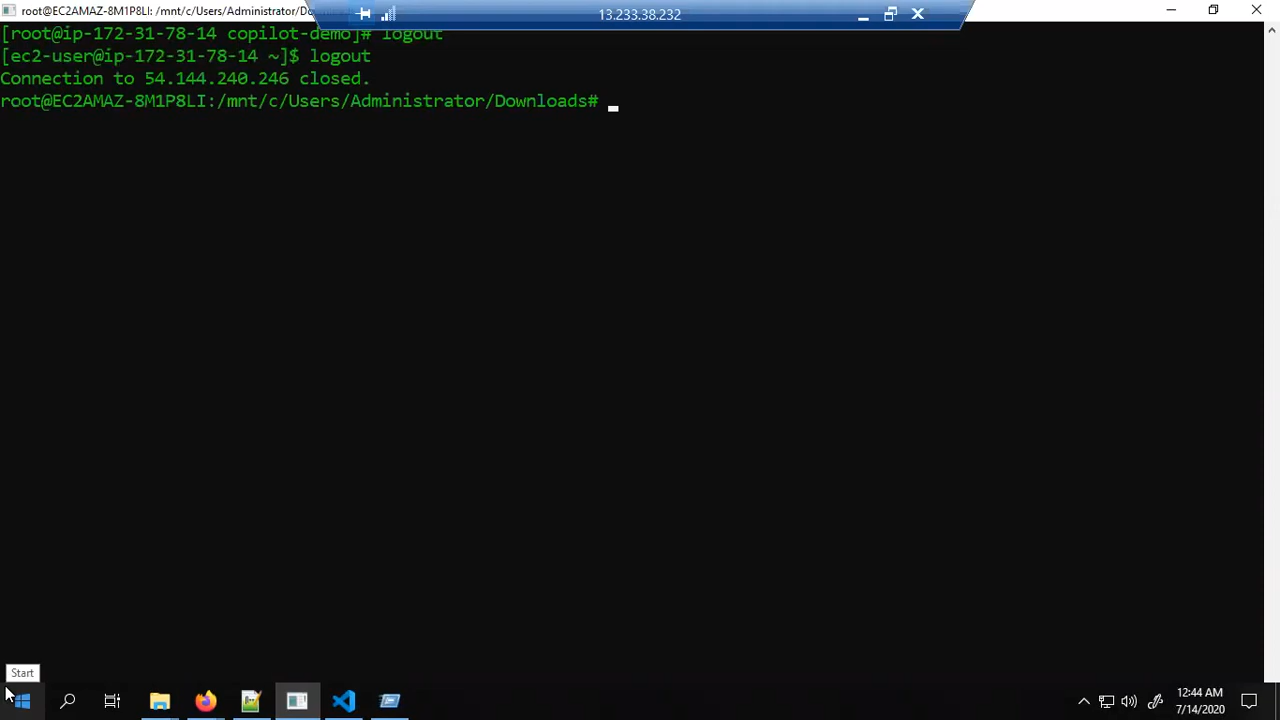 root@EC2AMAZ-8M1P8LI: /mnt/c/Users/Administrator/Do
13.233.38.232
[root@ip-172-31-78-14 copilot-demo]# logout
[ec2-user@ip-172-31-78-14 ~]$ logout
Connection to 54.144.240.246 closed.
root@EC2AMAZ-8M1P8LI:/mnt/c/Users/Administrator/Downloads#
Start
12:44 AM
7/14/2020